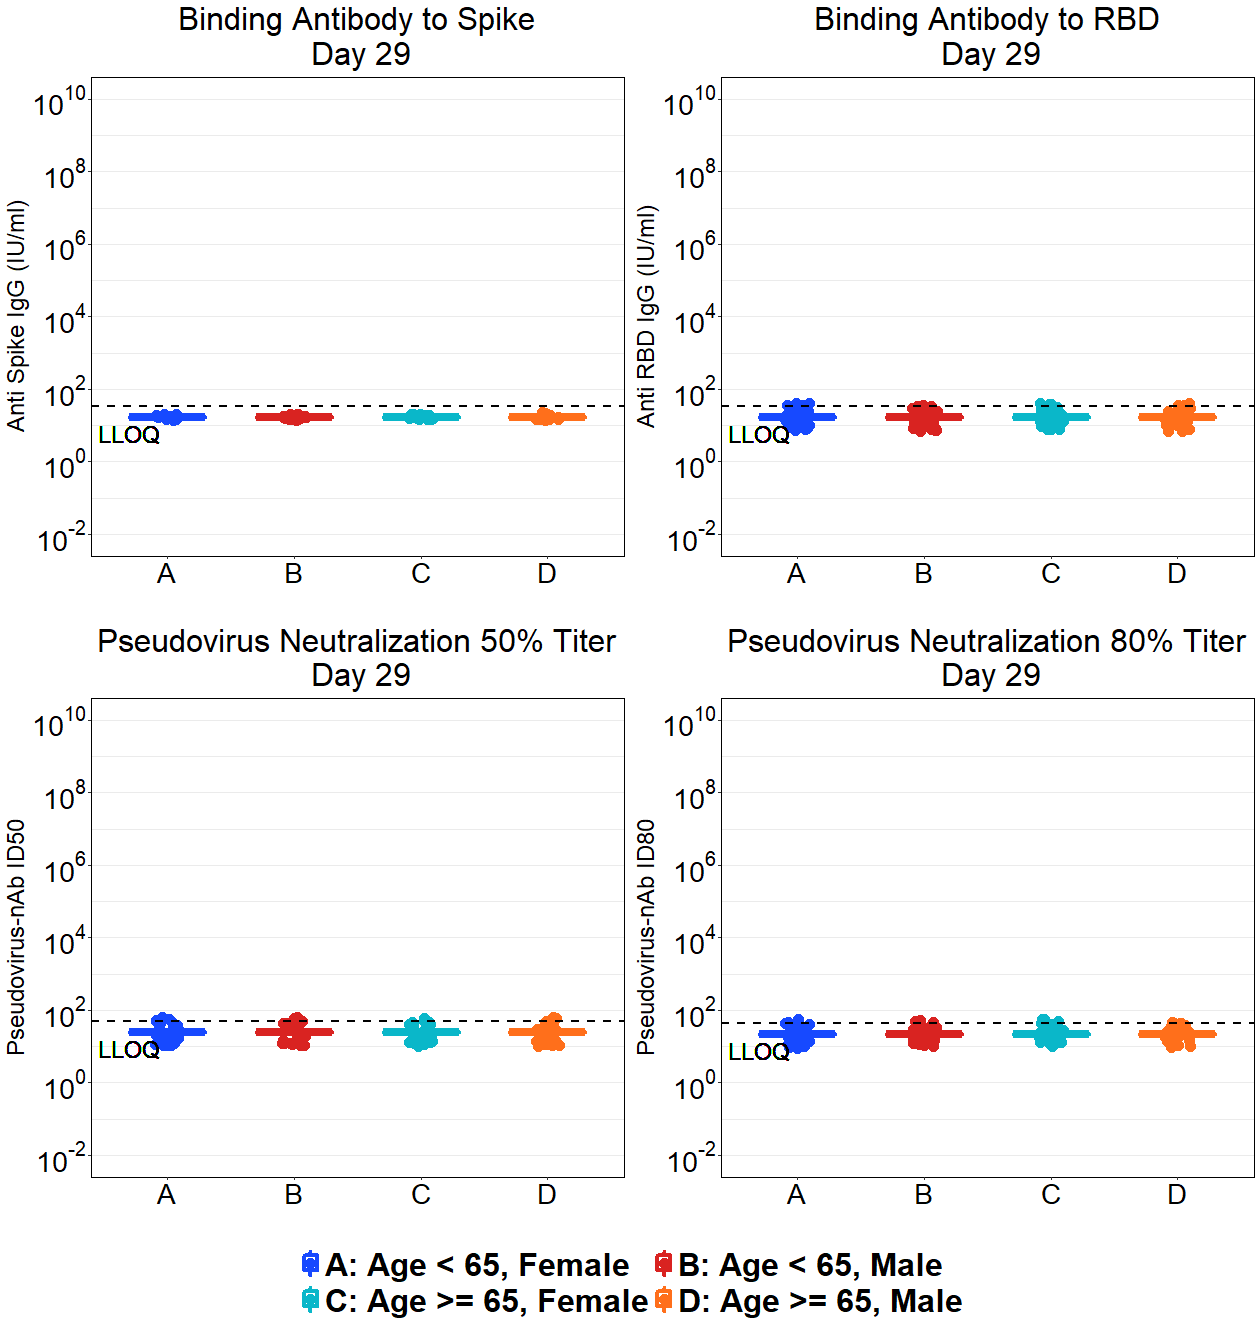 Binding Antibody to Spike
Day 29
Anti Spike IgG (IU/ml)
10^10
10^8
10^6
10^4
10^2
10^0
10^-2
LLOQ
A B C D
Binding Antibody to RBD
Day 29
Anti RBD IgG (IU/ml)
10^10
10^8
10^6
10^4
10^2
10^0
10^-2
LLOQ
A B C D
Pseudovirus Neutralization 50% Titer
Day 29
Pseudovirus-nAb ID50
10^10
10^8
10^6
10^4
10^2
10^0
10^-2
LLOQ
A B C D
Pseudovirus Neutralization 80% Titer
Day 29
Pseudovirus-nAb ID80
10^10
10^8
10^6
10^4
10^2
10^0
10^-2
LLOQ
A B C D
A: Age < 65, Female
B: Age < 65, Male
C: Age >= 65, Female
D: Age >= 65, Male